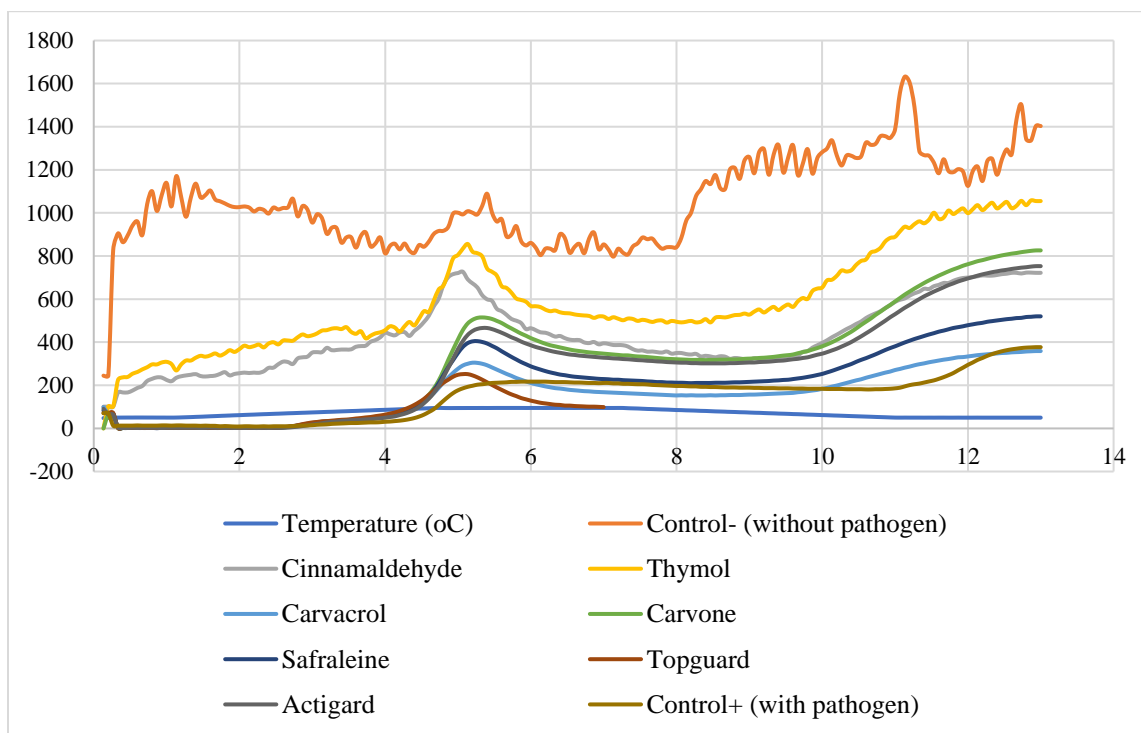 1800
1600
1400
1200
1000
800
600
400
200
0
-200
0 2 4 6 8 10 12 14
Temperature (oC) Control- (without pathogen)
Cinnamaldehyde Thymol
Carvacrol Carvone
Safraleine Topguard
Actigard Control+ (with pathogen)